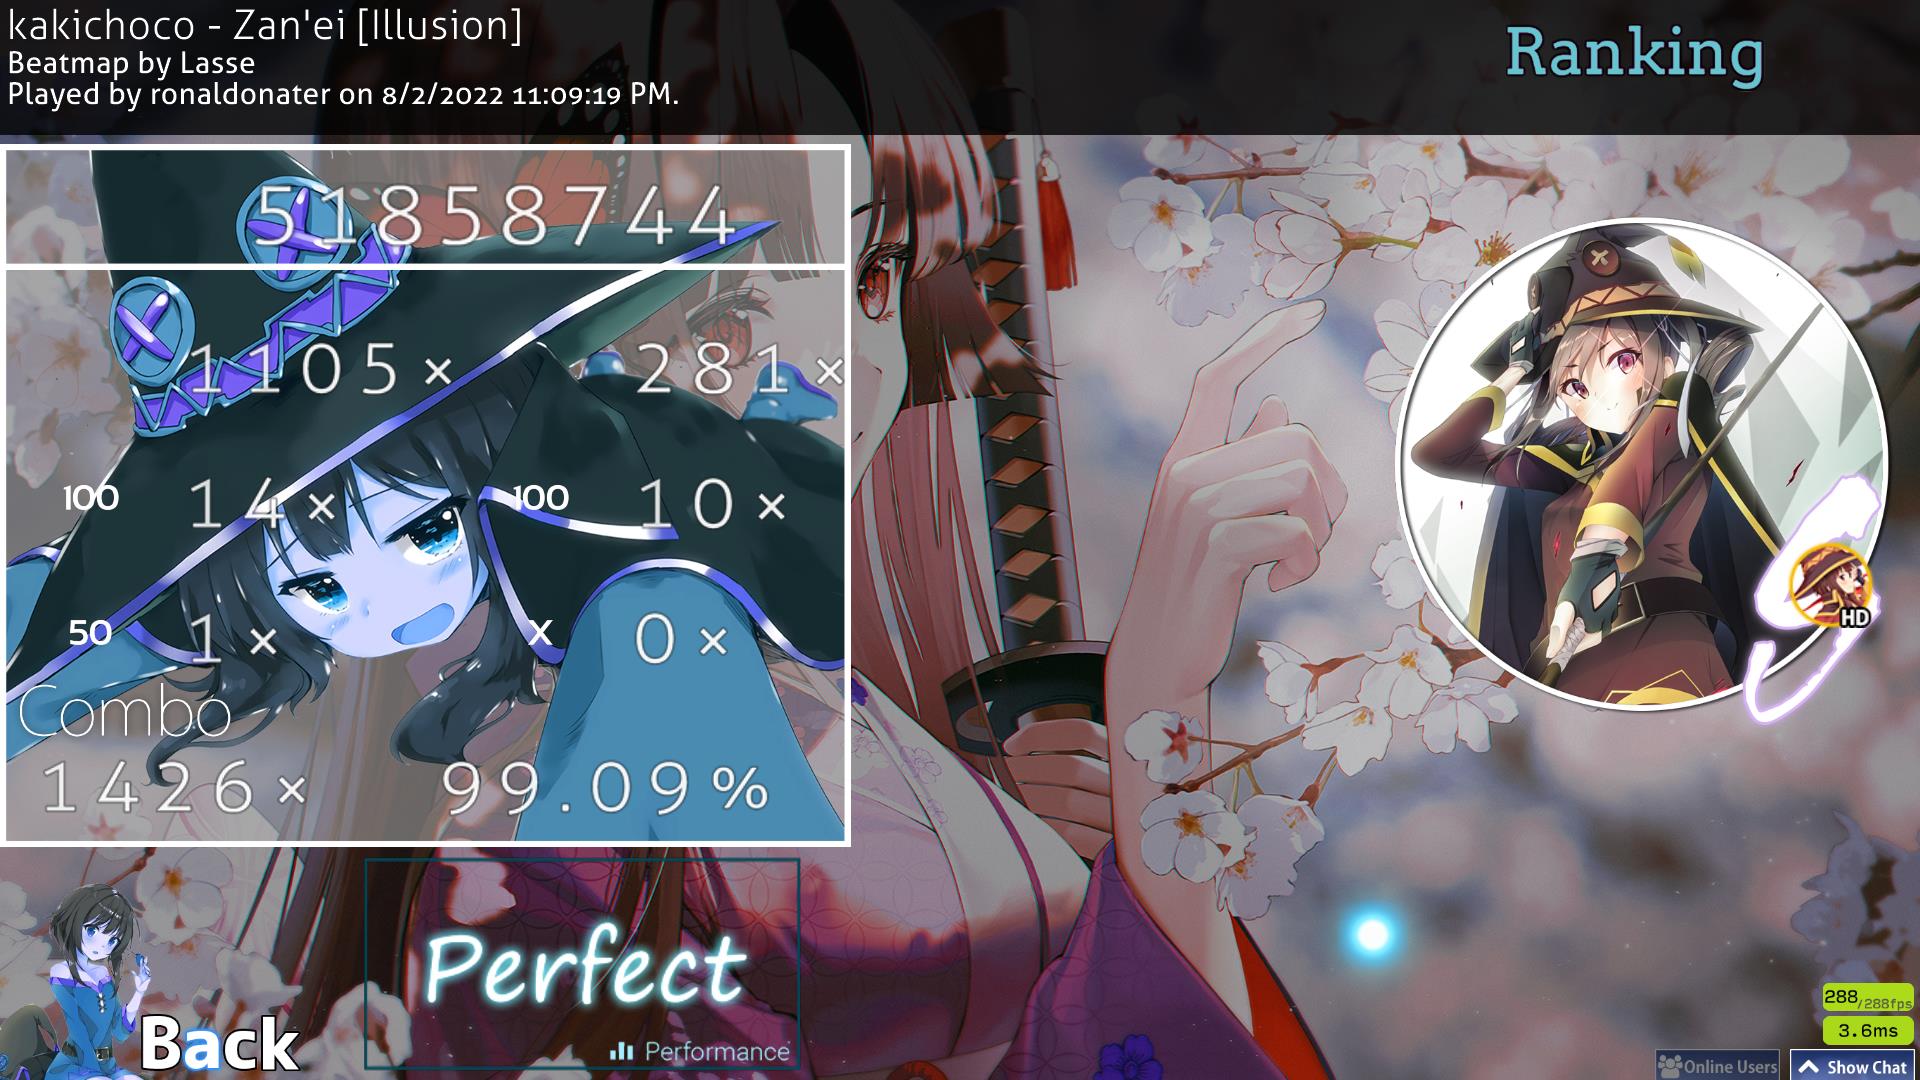 kakichoco - Zan'ei [Illusion]
Beatmap by Lasse
Played by ronaldonater on 8/2/2022 11:09:19 PM.
Ranking
51858744
1105× 281×
100 14× 100 10×
50 1× X 0×
Combo
1426× 99.09%
HD
Perfect
Performance
Back
288/288fps
3.6ms
Online Users Show Chat